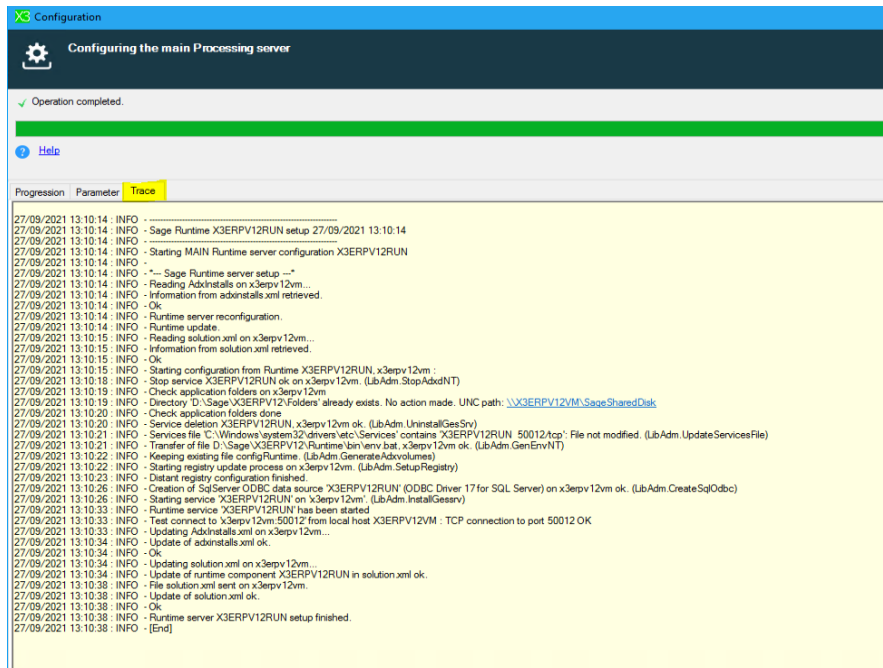 X3 Configuration
Configuring the main Processing server
Operation completed.
Help
Progression Parameter Trace
27/09/2021 13:10:14 : INFO - ------------------------------------------------------------------
27/09/2021 13:10:14 : INFO - Sage Runtime X3ERPV12RUN setup 27/09/2021 13:10:14
27/09/2021 13:10:14 : INFO - ------------------------------------------------------------------
27/09/2021 13:10:14 : INFO - Starting MAIN Runtime server configuration X3ERPV12RUN
27/09/2021 13:10:14 : INFO -
27/09/2021 13:10:14 : INFO - "--- Sage Runtime server setup ---"
27/09/2021 13:10:14 : INFO - Reading AdxInstalls on x3erpv12vm...
27/09/2021 13:10:14 : INFO - Information from adxinstalls.xml retrieved.
27/09/2021 13:10:14 : INFO - Ok
27/09/2021 13:10:14 : INFO - Runtime server reconfiguration.
27/09/2021 13:10:14 : INFO - Runtime update.
27/09/2021 13:10:15 : INFO - Reading solution.xml on x3erpv12vm...
27/09/2021 13:10:15 : INFO - Information from solution.xml retrieved.
27/09/2021 13:10:15 : INFO - Ok
27/09/2021 13:10:15 : INFO - Starting configuration from Runtime X3ERPV12RUN, x3erpv12vm :
27/09/2021 13:10:18 : INFO - Stop service X3ERPV12RUN ok on x3erpv12vm. (LibAdm.StopAdxdNT)
27/09/2021 13:10:19 : INFO - Check application folders on x3erpv12vm
27/09/2021 13:10:19 : INFO - Directory 'D:\Sage\X3ERPV12\Folders' already exists. No action made. UNC path: \\X3ERPV12VM\SageSharedDisk
27/09/2021 13:10:20 : INFO - Check application folders done
27/09/2021 13:10:20 : INFO - Service deletion X3ERPV12RUN, x3erpv12vm ok. (LibAdm.UninstallGesSrv)
27/09/2021 13:10:21 : INFO - Services file 'C:\Windows\system32\drivers\etc\Services' contains 'X3ERPV12RUN 50012/tcp': File not modified. (LibAdm.UpdateServicesFile)
27/09/2021 13:10:21 : INFO - Transfer of file D:\Sage\X3ERPV12\Runtime\bin\env.bat, x3erpv12vm ok. (LibAdm.GenEnvNT)
27/09/2021 13:10:22 : INFO - Keeping existing file configRuntime. (LibAdm.GenerateAdxvolumes)
27/09/2021 13:10:22 : INFO - Starting registry update process on x3erpv12vm. (LibAdm.SetupRegistry)
27/09/2021 13:10:23 : INFO - Distant registry configuration finished.
27/09/2021 13:10:26 : INFO - Creation of SqlServer ODBC data source 'X3ERPV12RUN' (ODBC Driver 17 for SQL Server) on x3erpv12vm ok. (LibAdm.CreateSqlOdbc)
27/09/2021 13:10:26 : INFO - Starting service 'X3ERPV12RUN' on 'x3erpv12vm'. (LibAdm.InstallGessrv)
27/09/2021 13:10:33 : INFO - Runtime service 'X3ERPV12RUN' has been started
27/09/2021 13:10:33 : INFO - Test connect to 'x3erpv12vm:50012' from local host X3ERPV12VM : TCP connection to port 50012 OK
27/09/2021 13:10:33 : INFO - Updating AdxInstalls.xml on x3erpv12vm...
27/09/2021 13:10:34 : INFO - Update of adxinstalls.xml ok.
27/09/2021 13:10:34 : INFO - Ok
27/09/2021 13:10:34 : INFO - Updating solution.xml on x3erpv12vm...
27/09/2021 13:10:34 : INFO - Update of runtime component X3ERPV12RUN in solution.xml ok.
27/09/2021 13:10:38 : INFO - File solution.xml sent on x3erpv12vm.
27/09/2021 13:10:38 : INFO - Update of solution.xml ok.
27/09/2021 13:10:38 : INFO - Ok
27/09/2021 13:10:38 : INFO - Runtime server X3ERPV12RUN setup finished.
27/09/2021 13:10:38 : INFO - [End]